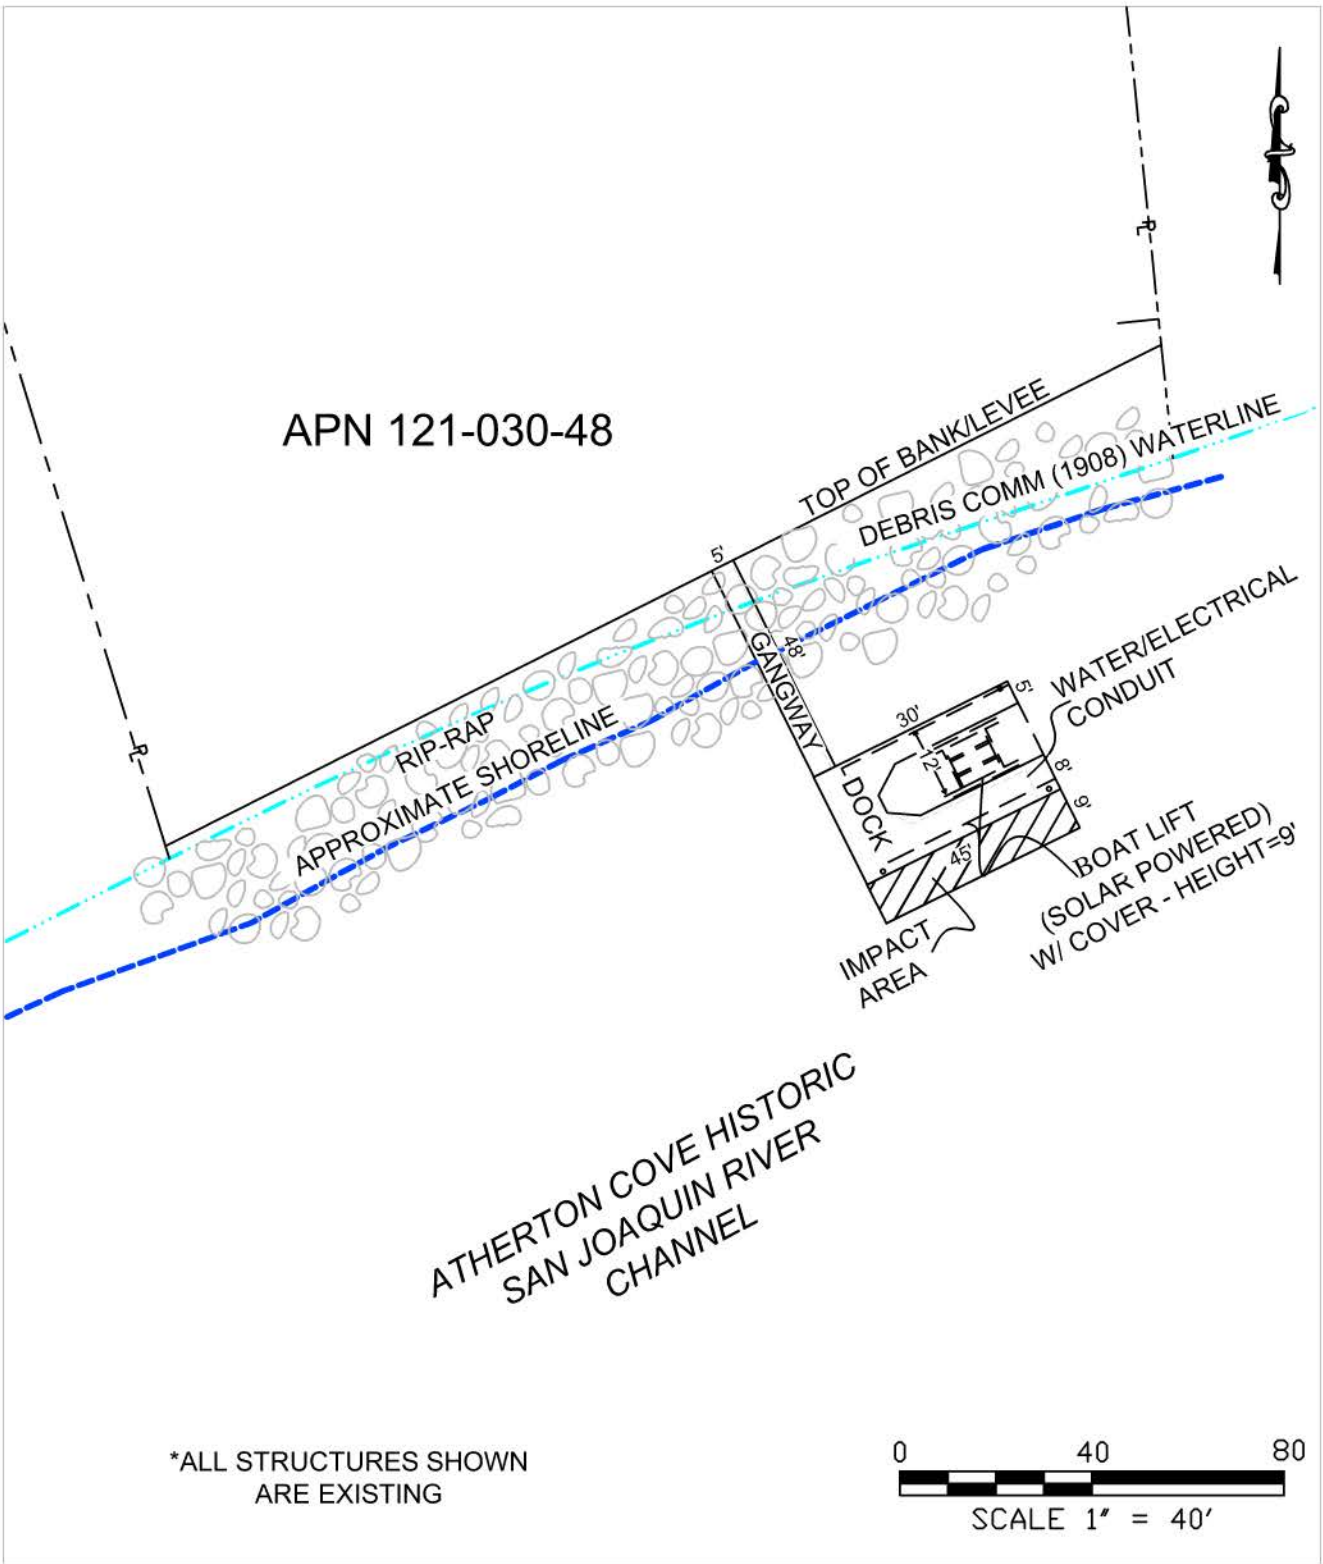 PL
APN 121-030-48
TOP OF BANK/LEVEE
DEBRIS COMM (1908) WATERLINE
5'
48'
GANGWAY
WATER/ELECTRICAL
CONDUIT
5'
30'
2'
8'
9'
DOCK
45'
PL
RIP-RAP
APPROXIMATE SHORELINE
BOAT LIFT
(SOLAR POWERED)
W/ COVER - HEIGHT=9'
IMPACT
AREA
ATHERTON COVE HISTORIC
SAN JOAQUIN RIVER
CHANNEL
*ALL STRUCTURES SHOWN
ARE EXISTING
0 40 80
SCALE 1" = 40'